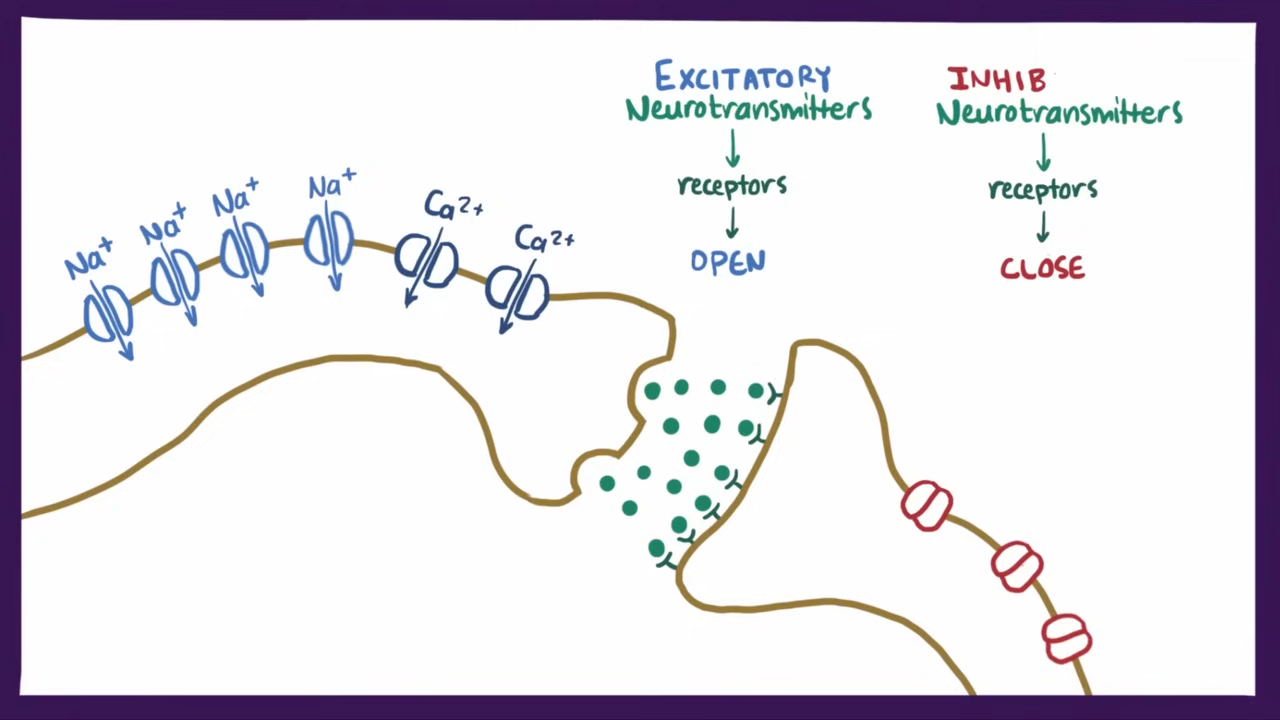 EXCITATORY
Neurotransmitters
receptors
OPEN
INHIB
Neurotransmitters
receptors
CLOSE
Na+
Na+
Na+
Na+
Ca2+
Ca2+